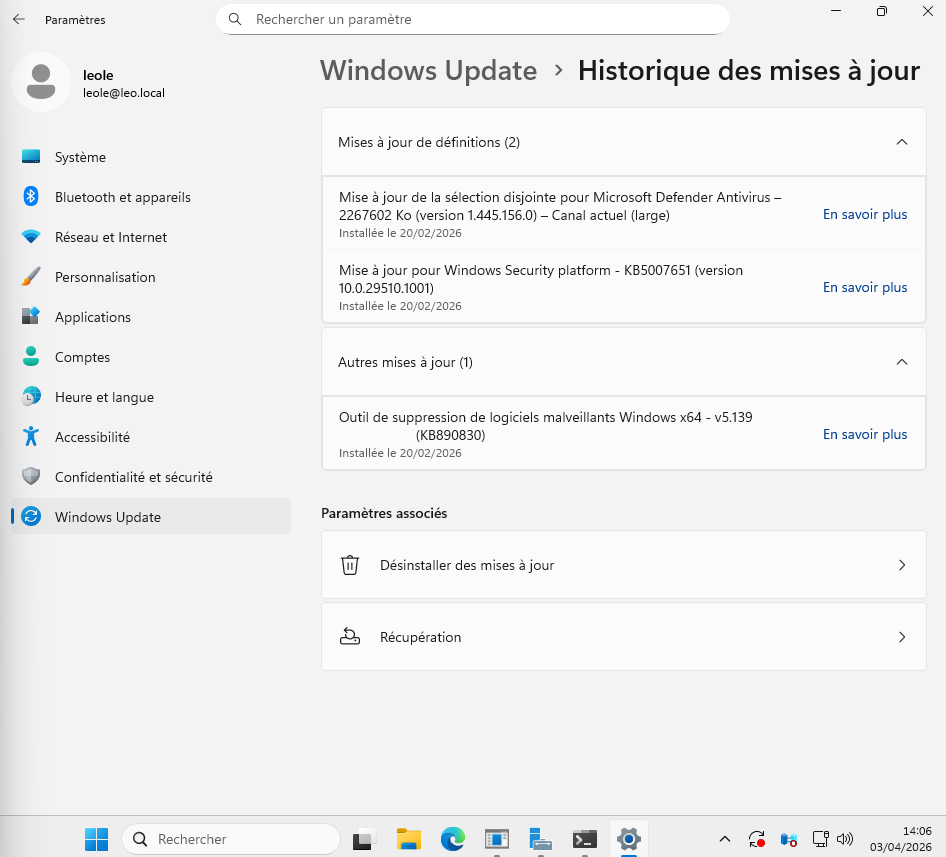 Paramètres
Rechercher un paramètre
leole
leole@leo.local
Système
Bluetooth et appareils
Réseau et Internet
Personnalisation
Applications
Comptes
Heure et langue
Accessibilité
Confidentialité et sécurité
Windows Update
Windows Update › Historique des mises à jour
Mises à jour de définitions (2)
Mise à jour de la sélection disjointe pour Microsoft Defender Antivirus –
2267602 Ko (version 1.445.156.0) – Canal actuel (large)
Installée le 20/02/2026
En savoir plus
Mise à jour pour Windows Security platform - KB5007651 (version
10.0.29510.1001)
Installée le 20/02/2026
En savoir plus
Autres mises à jour (1)
Outil de suppression de logiciels malveillants Windows x64 - v5.139
(KB890830)
Installée le 20/02/2026
En savoir plus
Paramètres associés
Désinstaller des mises à jour
Récupération
Rechercher
14:06
03/04/2026